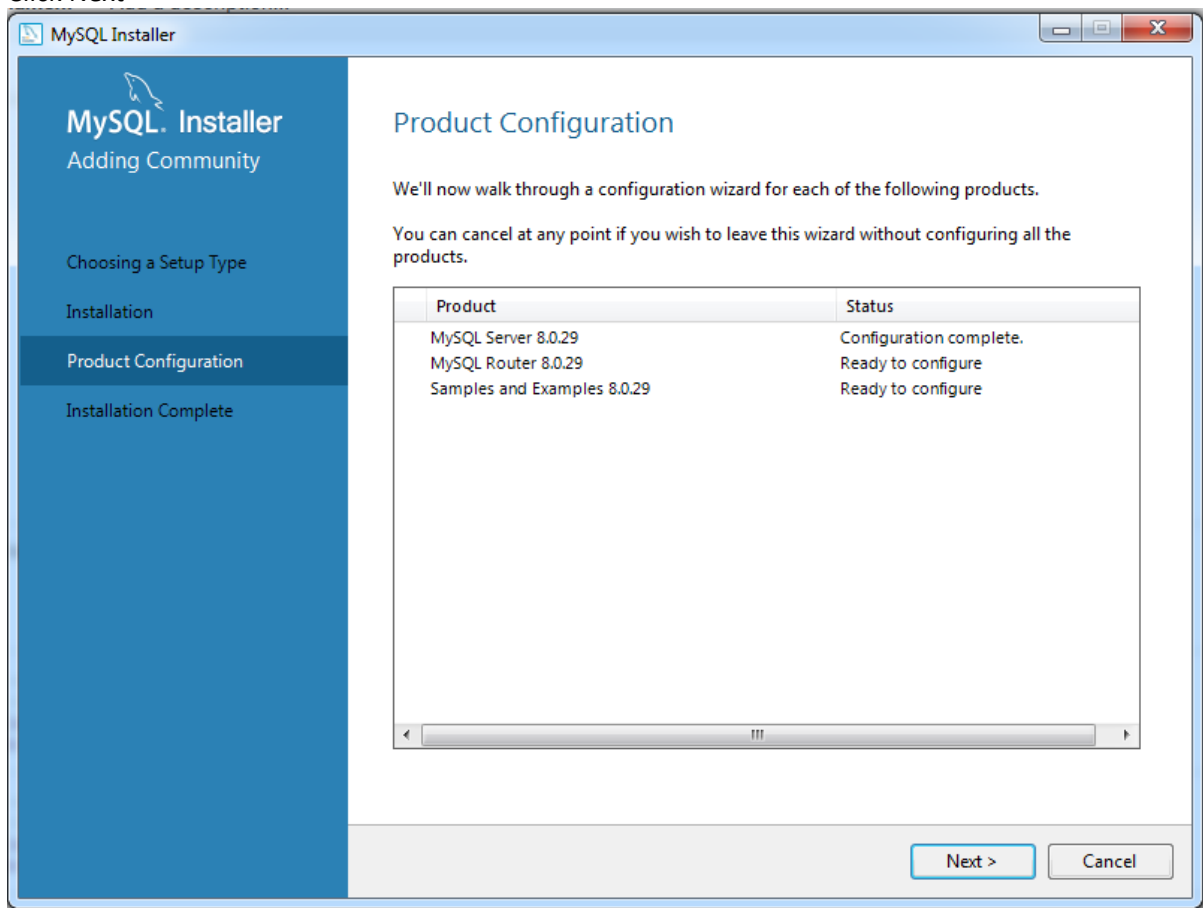 MySQL Installer
MySQL. Installer
Adding Community
Choosing a Setup Type
Installation
Product Configuration
Installation Complete
Product Configuration
We'll now walk through a configuration wizard for each of the following products.
You can cancel at any point if you wish to leave this wizard without configuring all the
products.
Product Status
MySQL Server 8.0.29 Configuration complete.
MySQL Router 8.0.29 Ready to configure
Samples and Examples 8.0.29 Ready to configure
Next > Cancel